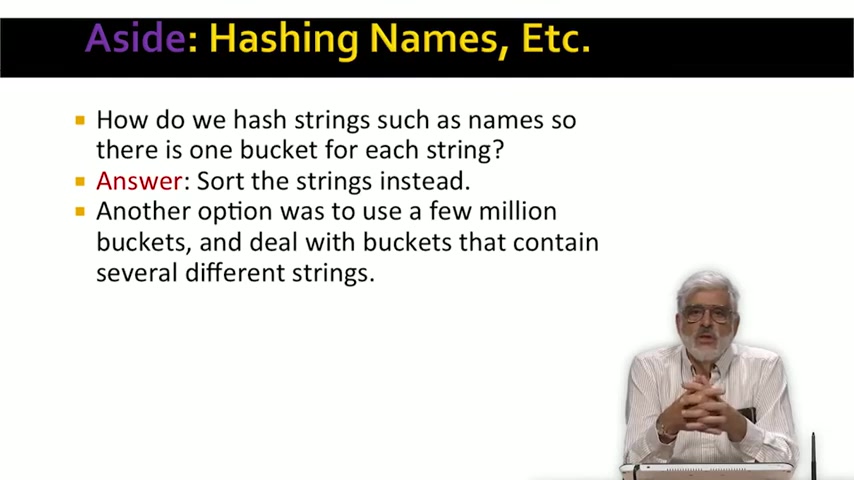 Aside: Hashing Names, Etc.
How do we hash strings such as names so
there is one bucket for each string?
Answer: Sort the strings instead.
Another option was to use a few million
buckets, and deal with buckets that contain
several different strings.